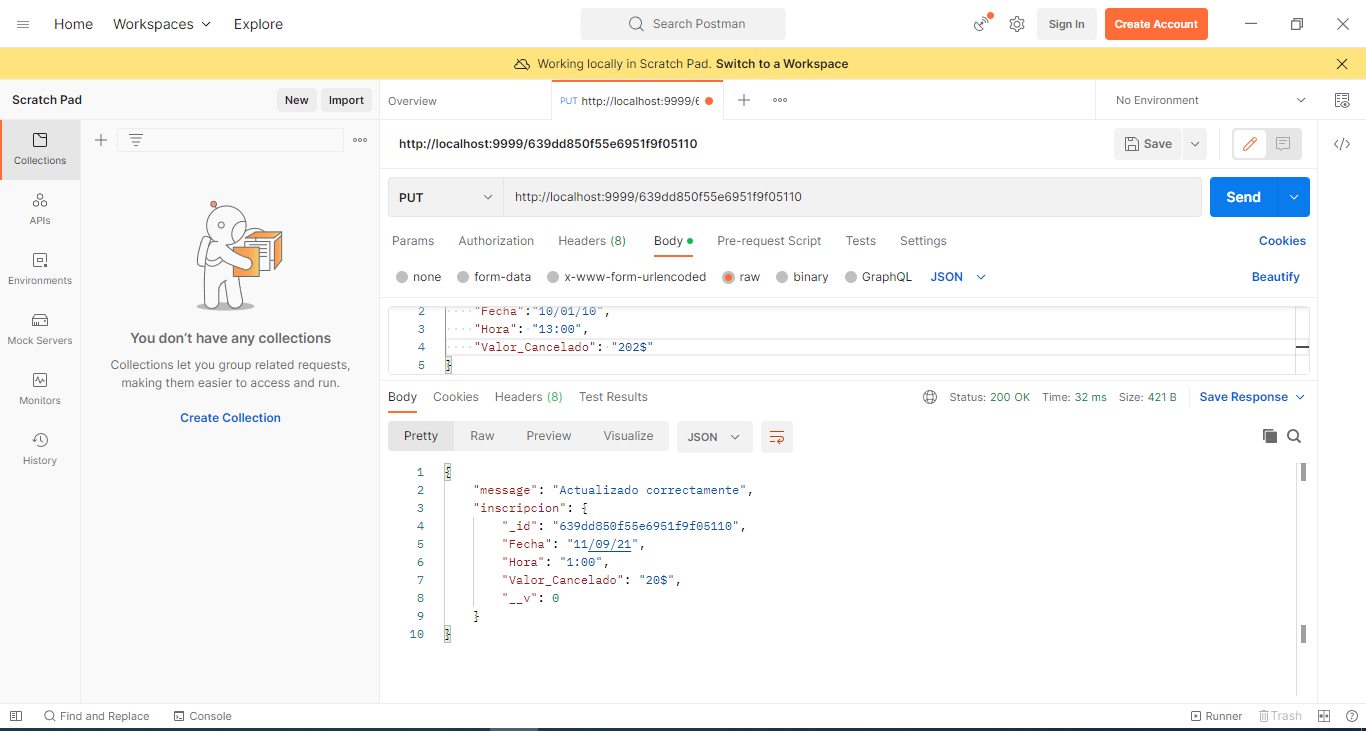 Home Workspaces Explore Search Postman Sign In Create Account
Working locally in Scratch Pad. Switch to a Workspace
Scratch Pad New Import Overview PUT http://localhost:9999/6 No Environment
Collections
APIs
Environments
Mock Servers
Monitors
History
You don't have any collections
Collections let you group related requests,
making them easier to access and run.
Create Collection
http://localhost:9999/639dd850f55e6951f9f05110 Save
PUT http://localhost:9999/639dd850f55e6951f9f05110 Send
Params Authorization Headers (8) Body Pre-request Script Tests Settings Cookies
none form-data x-www-form-urlencoded raw binary GraphQL JSON Beautify
2 "Fecha":"10/01/10",
3 "Hora": "13:00",
4 "Valor_Cancelado": "202$"
5 }
Body Cookies Headers (8) Test Results Status: 200 OK Time: 32 ms Size: 421 B Save Response
Pretty Raw Preview Visualize JSON
1 {
2 "message": "Actualizado correctamente",
3 "inscripcion": {
4 "_id": "639dd850f55e6951f9f05110",
5 "Fecha": "11/09/21",
6 "Hora": "1:00",
7 "Valor_Cancelado": "20$",
8 "__v": 0
9 }
10 }
Find and Replace Console Runner Trash